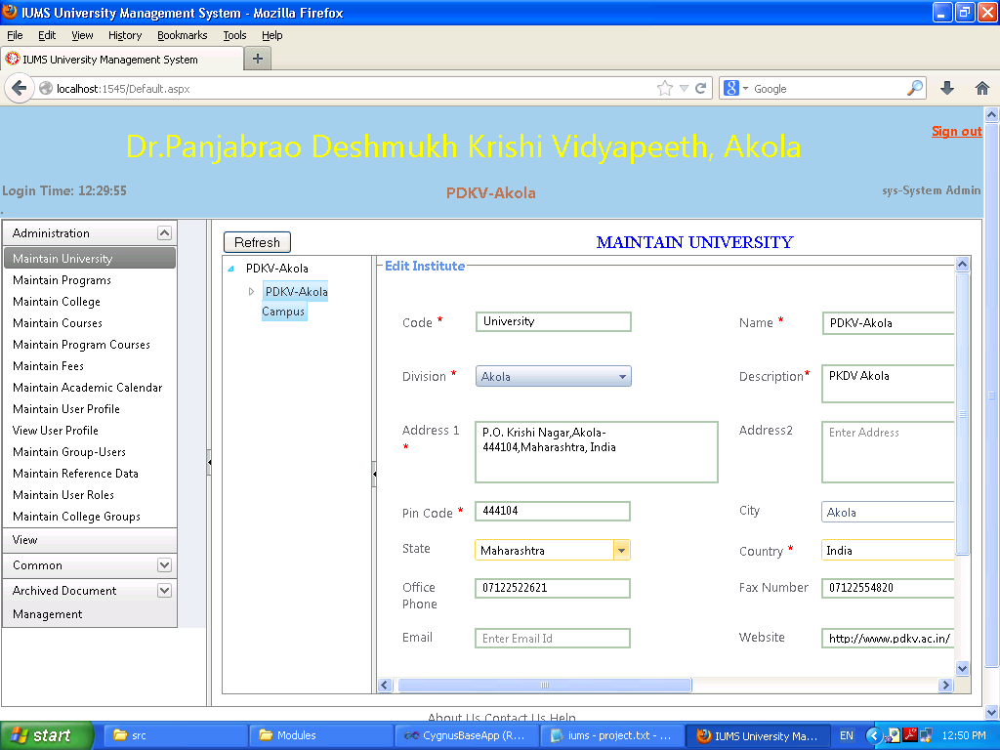 IUMS University Management System - Mozilla Firefox
File Edit View History Bookmarks Tools Help
IUMS University Management System
localhost:1545/Default.aspx
Google
Sign out
Dr.Panjabrao Deshmukh Krishi Vidyapeeth, Akola
Login Time: 12:29:55
PDKV-Akola
sys-System Admin
Administration
Maintain University
Maintain Programs
Maintain College
Maintain Courses
Maintain Program Courses
Maintain Fees
Maintain Academic Calendar
Maintain User Profile
View User Profile
Maintain Group-Users
Maintain Reference Data
Maintain User Roles
Maintain College Groups
View
Common
Archived Document
Management
Refresh
MAINTAIN UNIVERSITY
PDKV-Akola
PDKV-Akola
Campus
Edit Institute
Code * University Name * PDKV-Akola
Division * Akola Description* PKDV Akola
Address 1 * P.O. Krishi Nagar,Akola-
444104,Maharashtra, India
Address2 Enter Address
Pin Code * 444104 City Akola
State Maharashtra Country * India
Office
Phone 07122522621 Fax Number 07122554820
Email Enter Email Id Website http://www.pdkv.ac.in/
About Us Contact Us Help
start src Modules CygnusBaseApp (R... iums - project.txt - ... IUMS University Ma... EN 12:50 PM